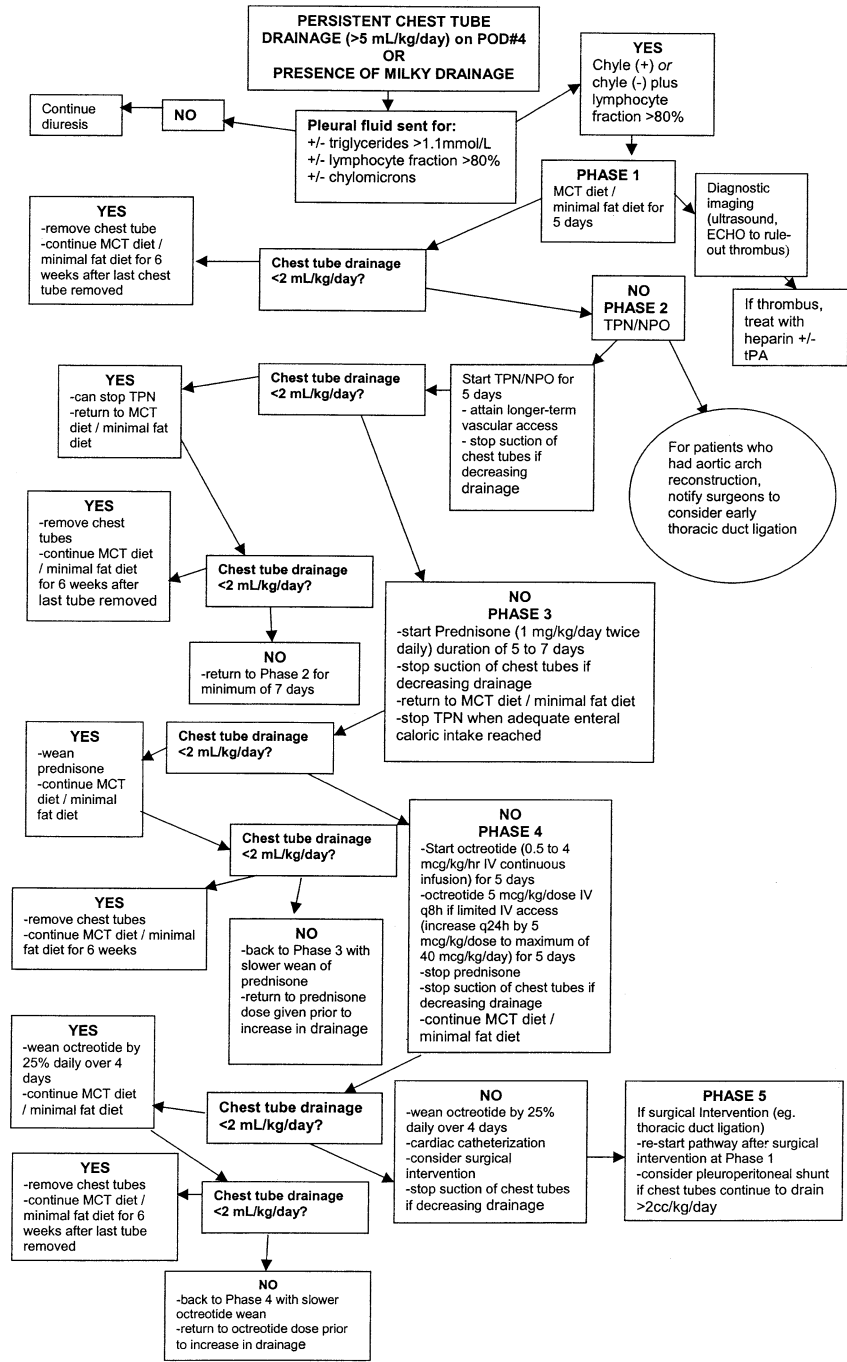 PERSISTENT CHEST TUBE
DRAINAGE (>5 mL/kg/day) on POD#4
OR
PRESENCE OF MILKY DRAINAGE
YES
Chyle (+) or
chyle (-) plus
lymphocyte
fraction >80%
Continue
diuresis
NO
Pleural fluid sent for:
+/- triglycerides >1.1mmol/L
+/- lymphocyte fraction >80%
+/- chylomicrons
PHASE 1
MCT diet /
minimal fat diet for
5 days
Diagnostic
imaging
(ultrasound,
ECHO to rule-
out thrombus)
YES
-remove chest tube
-continue MCT diet /
minimal fat diet for 6
weeks after last chest
tube removed
Chest tube drainage
<2 mL/kg/day?
NO
PHASE 2
TPN/NPO
If thrombus,
treat with
heparin +/-
tPA
YES
-can stop TPN
-return to MCT
diet / minimal fat
diet
Chest tube drainage
<2 mL/kg/day?
Start TPN/NPO for
5 days
- attain longer-term
vascular access
- stop suction of
chest tubes if
decreasing
drainage
For patients who
had aortic arch
reconstruction,
notify surgeons to
consider early
thoracic duct ligation
YES
-remove chest
tubes
-continue MCT diet
/ minimal fat diet
for 6 weeks after
last tube removed
Chest tube drainage
<2 mL/kg/day?
NO
-return to Phase 2 for
minimum of 7 days
NO
PHASE 3
-start Prednisone (1 mg/kg/day twice
daily) duration of 5 to 7 days
-stop suction of chest tubes if
decreasing drainage
-return to MCT diet / minimal fat diet
-stop TPN when adequate enteral
caloric intake reached
YES
-wean
prednisone
-continue MCT
diet / minimal
fat diet
Chest tube drainage
<2 mL/kg/day?
Chest tube drainage
<2 mL/kg/day?
NO
PHASE 4
-Start octreotide (0.5 to 4
mcg/kg/hr IV continuous
infusion) for 5 days
-octreotide 5 mcg/kg/dose IV
q8h if limited IV access
(increase q24h by 5
mcg/kg/dose to maximum of
40 mcg/kg/day) for 5 days
-stop prednisone
-stop suction of chest tubes if
decreasing drainage
-continue MCT diet /
minimal fat diet
YES
-remove chest tubes
-continue MCT diet / minimal
fat diet for 6 weeks
NO
-back to Phase 3 with
slower wean of
prednisone
-return to prednisone
dose given prior to
increase in drainage
YES
-wean octreotide by
25% daily over 4
days
-continue MCT diet
/ minimal fat diet
Chest tube drainage
<2 mL/kg/day?
NO
-wean octreotide by 25%
daily over 4 days
-cardiac catheterization
-consider surgical
intervention
-stop suction of chest tubes
if decreasing drainage
PHASE 5
If surgical Intervention (eg.
thoracic duct ligation)
-re-start pathway after surgical
intervention at Phase 1
-consider pleuroperitoneal shunt
if chest tubes continue to drain
>2cc/kg/day
YES
-remove chest tubes
-continue MCT diet /
minimal fat diet for 6
weeks after last tube
removed
Chest tube drainage
<2 mL/kg/day?
NO
-back to Phase 4 with slower
octreotide wean
-return to octreotide dose prior
to increase in drainage